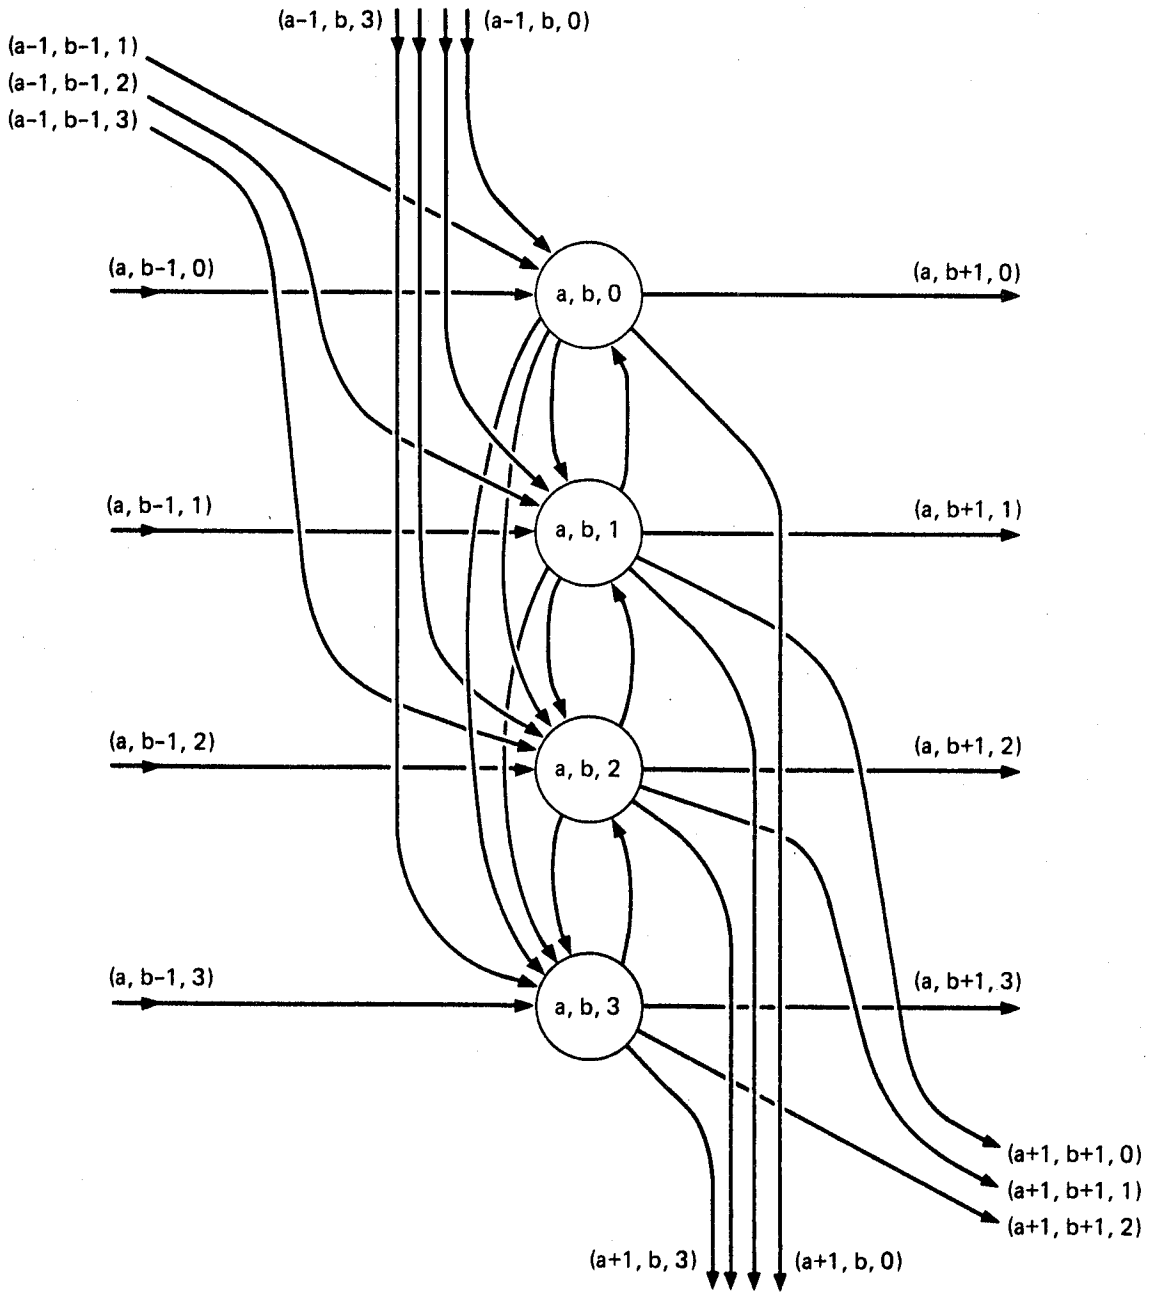 (a-1, b, 3) (a-1, b, 0)
(a-1, b-1, 1)
(a-1, b-1, 2)
(a-1, b-1, 3)
(a, b-1, 0) (a, b+1, 0)
a, b, 0
(a, b-1, 1) (a, b+1, 1)
a, b, 1
(a, b-1, 2) (a, b+1, 2)
a, b, 2
(a, b-1, 3) (a, b+1, 3)
a, b, 3
(a+1, b+1, 0)
(a+1, b+1, 1)
(a+1, b+1, 2)
(a+1, b, 3) (a+1, b, 0)